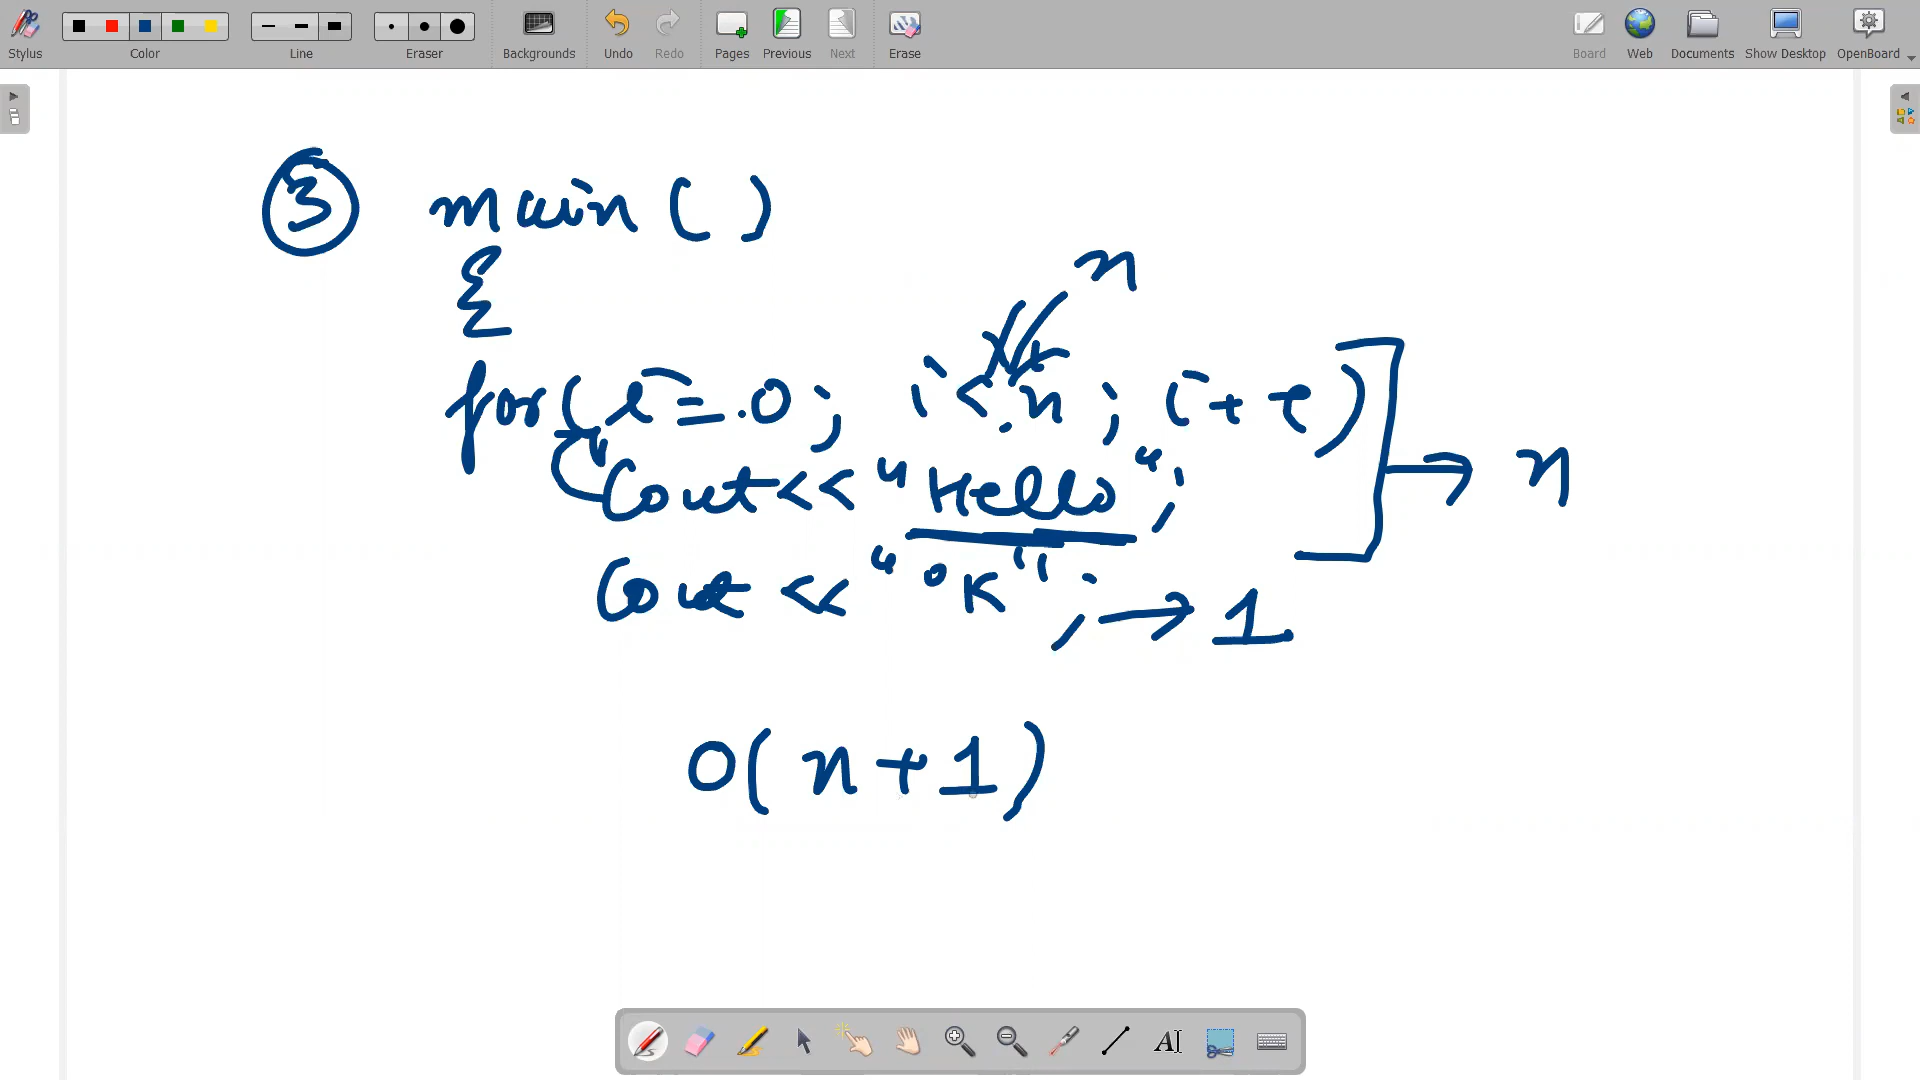 Stylus Color Line Eraser Backgrounds Undo Redo Pages Previous Next Erase Board Web Documents Show Desktop OpenBoard
3 main ( )
{
n
for( i = 0 ; i < n ; i + + ) → n
Cout << "Hello" ;
Cout << "OK" ; → 1
O( n + 1 )
AI